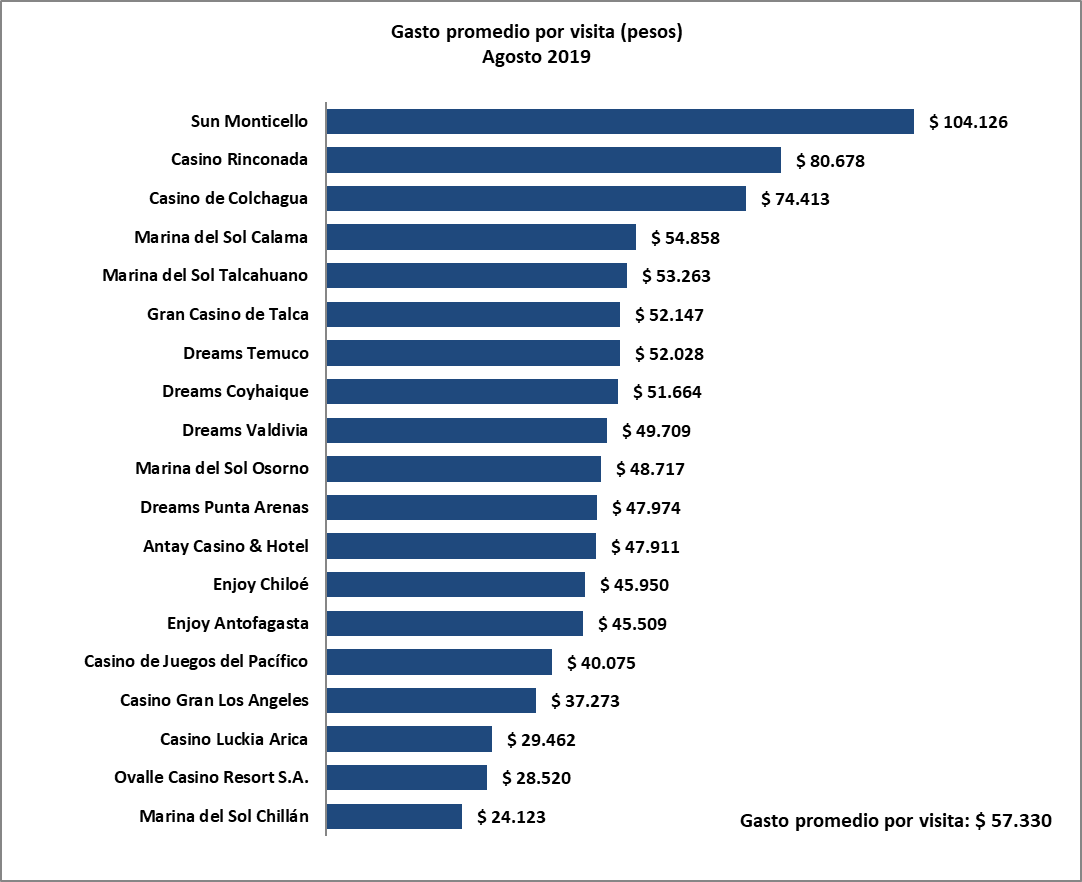 Gasto promedio por visita (pesos)
Agosto 2019
Sun Monticello $ 104.126
Casino Rinconada $ 80.678
Casino de Colchagua $ 74.413
Marina del Sol Calama $ 54.858
Marina del Sol Talcahuano $ 53.263
Gran Casino de Talca $ 52.147
Dreams Temuco $ 52.028
Dreams Coyhaique $ 51.664
Dreams Valdivia $ 49.709
Marina del Sol Osorno $ 48.717
Dreams Punta Arenas $ 47.974
Antay Casino & Hotel $ 47.911
Enjoy Chiloé $ 45.950
Enjoy Antofagasta $ 45.509
Casino de Juegos del Pacífico $ 40.075
Casino Gran Los Angeles $ 37.273
Casino Luckia Arica $ 29.462
Ovalle Casino Resort S.A. $ 28.520
Marina del Sol Chillán $ 24.123
Gasto promedio por visita: $ 57.330